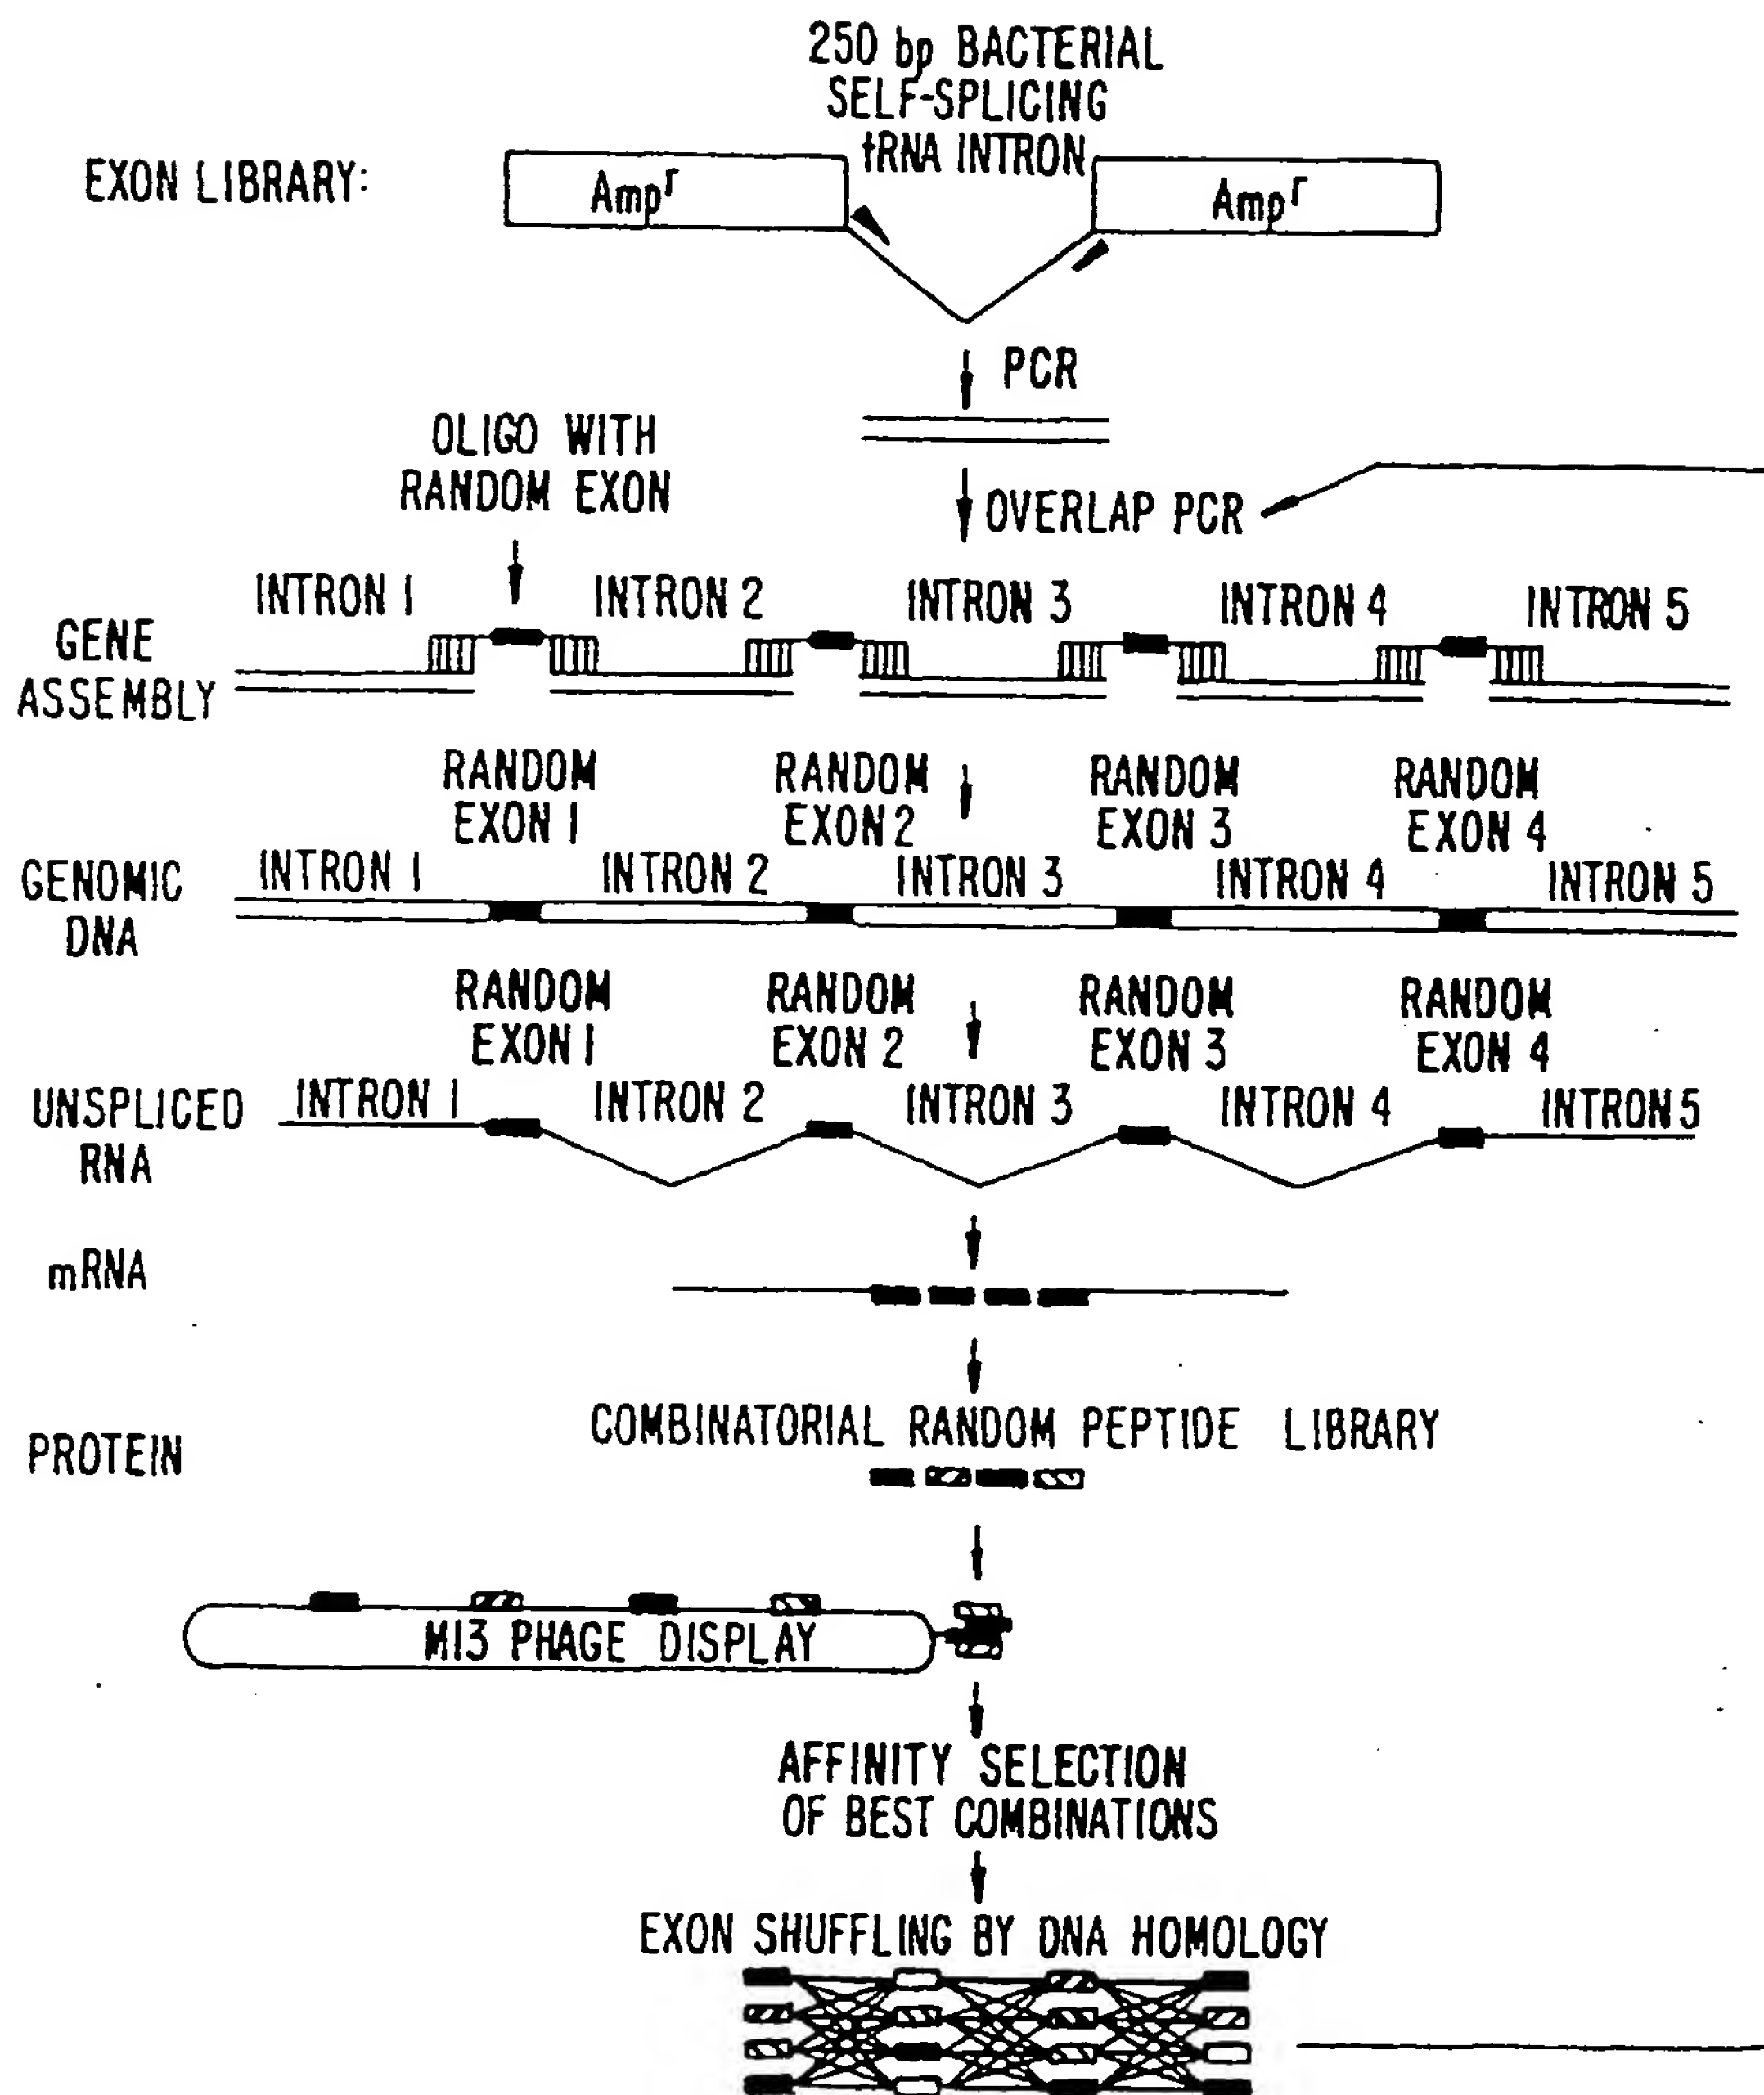 250 bp BACTERIAL
SELF-SPLICING
tRNA INTRON
EXON LIBRARY:
Ampr
Ampr
PCR
OLIGO WITH
RANDOM EXON
OVERLAP PCR
INTRON 1
INTRON 2
INTRON 3
INTRON 4
INTRON 5
GENE
ASSEMBLY
RANDOM
EXON 1
RANDOM
EXON 2
RANDOM
EXON 3
RANDOM
EXON 4
INTRON 1
INTRON 2
INTRON 3
INTRON 4
INTRON 5
GENOMIC
DNA
RANDOM
EXON 1
RANDOM
EXON 2
RANDOM
EXON 3
RANDOM
EXON 4
INTRON 1
INTRON 2
INTRON 3
INTRON 4
INTRON 5
UNSPLICED
RNA
mRNA
COMBINATORIAL RANDOM PEPTIDE LIBRARY
PROTEIN
M13 PHAGE DISPLAY
AFFINITY SELECTION
OF BEST COMBINATIONS
EXON SHUFFLING BY DNA HOMOLOGY